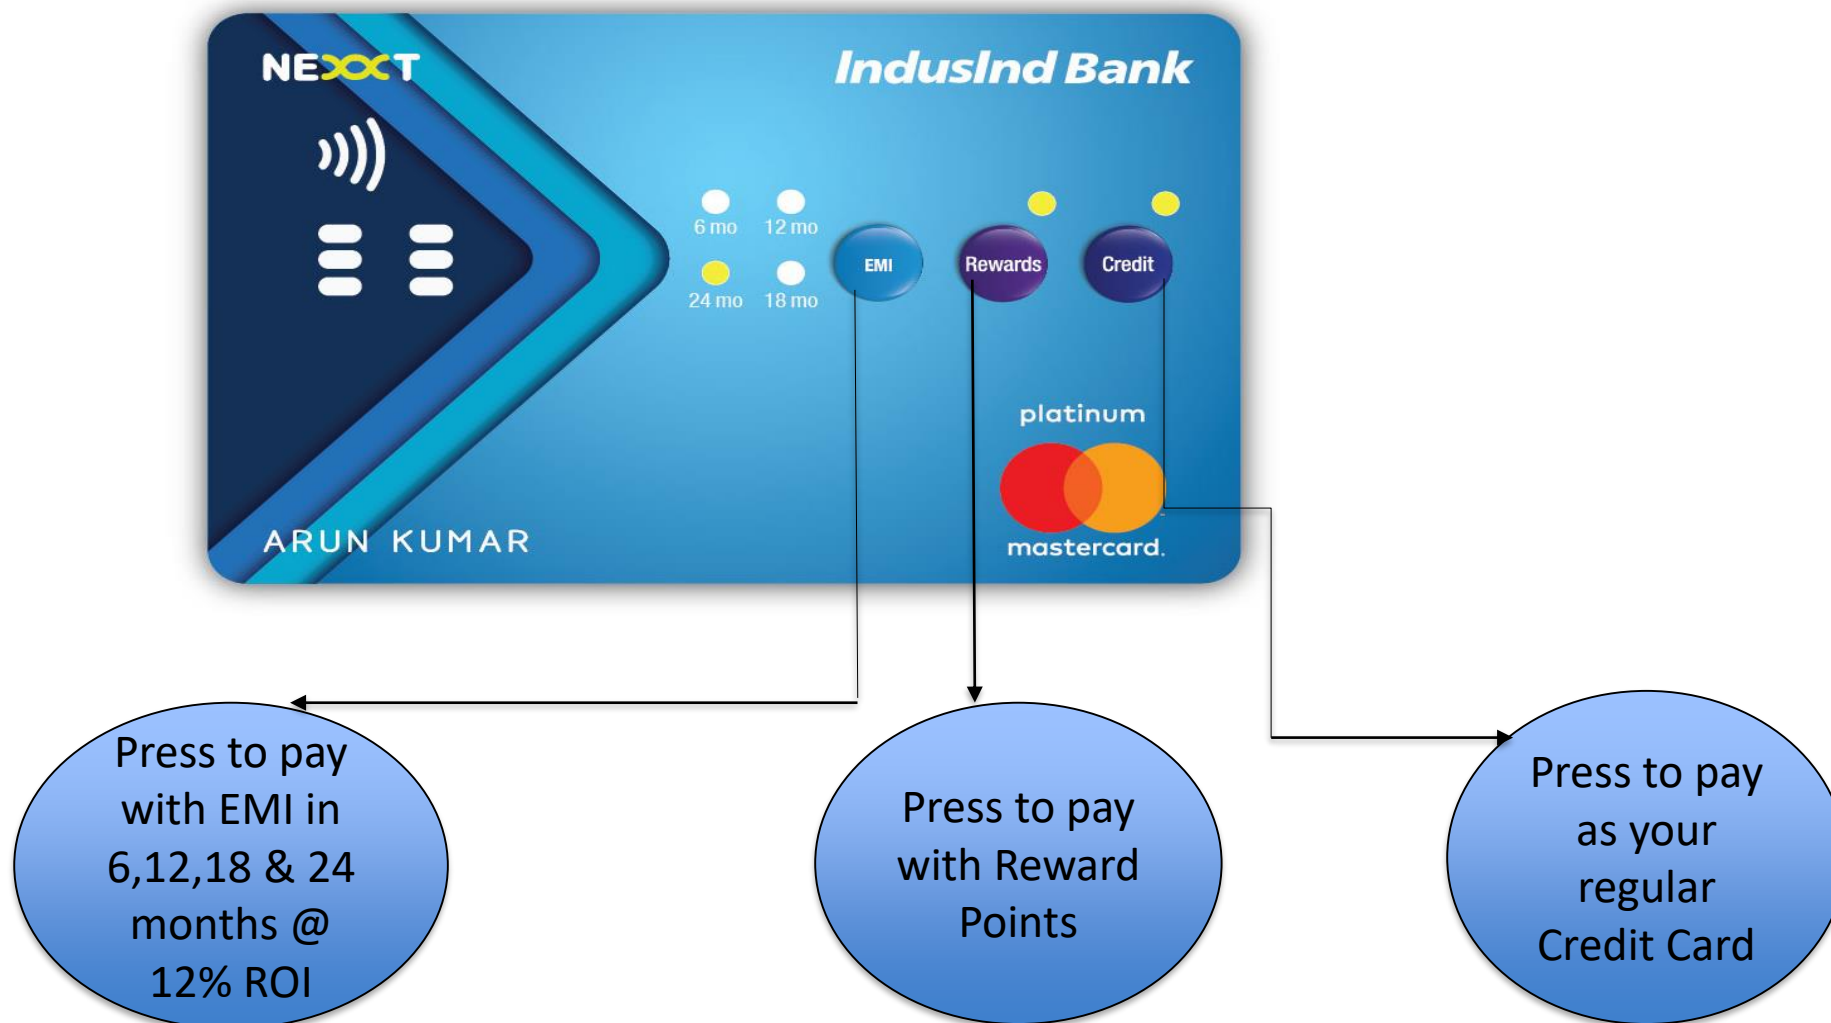 NEXXT
IndusInd Bank
6 mo 12 mo
24 mo 18 mo
EMI
Rewards
Credit
platinum
mastercard.
ARUN KUMAR
Press to pay
with EMI in
6,12,18 & 24
months @
12% ROI
Press to pay
with Reward
Points
Press to pay
as your
regular
Credit Card